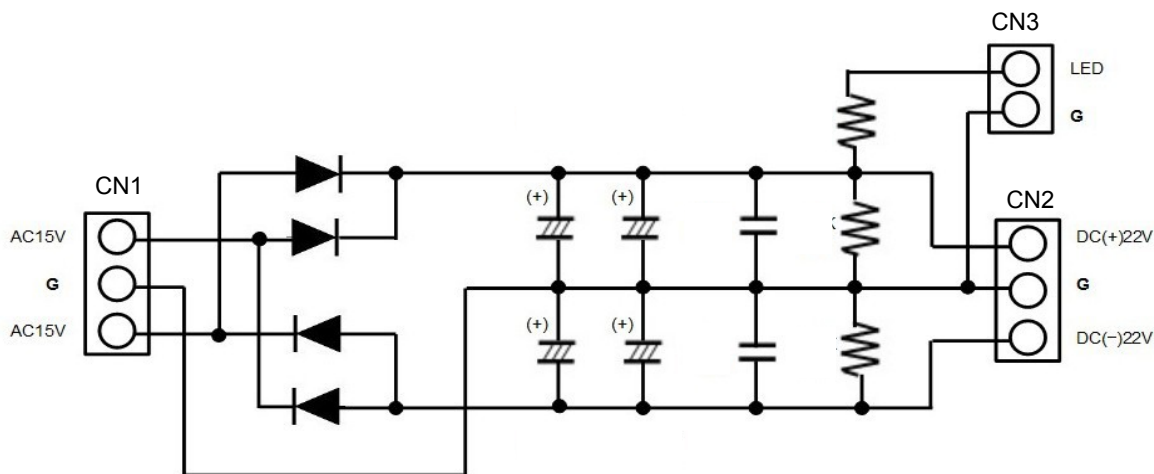 CN3
LED
G
CN1
AC15V
G
AC15V
(+)
(+)
(+)
(+)
CN2
DC(+)22V
G
DC(−)22V